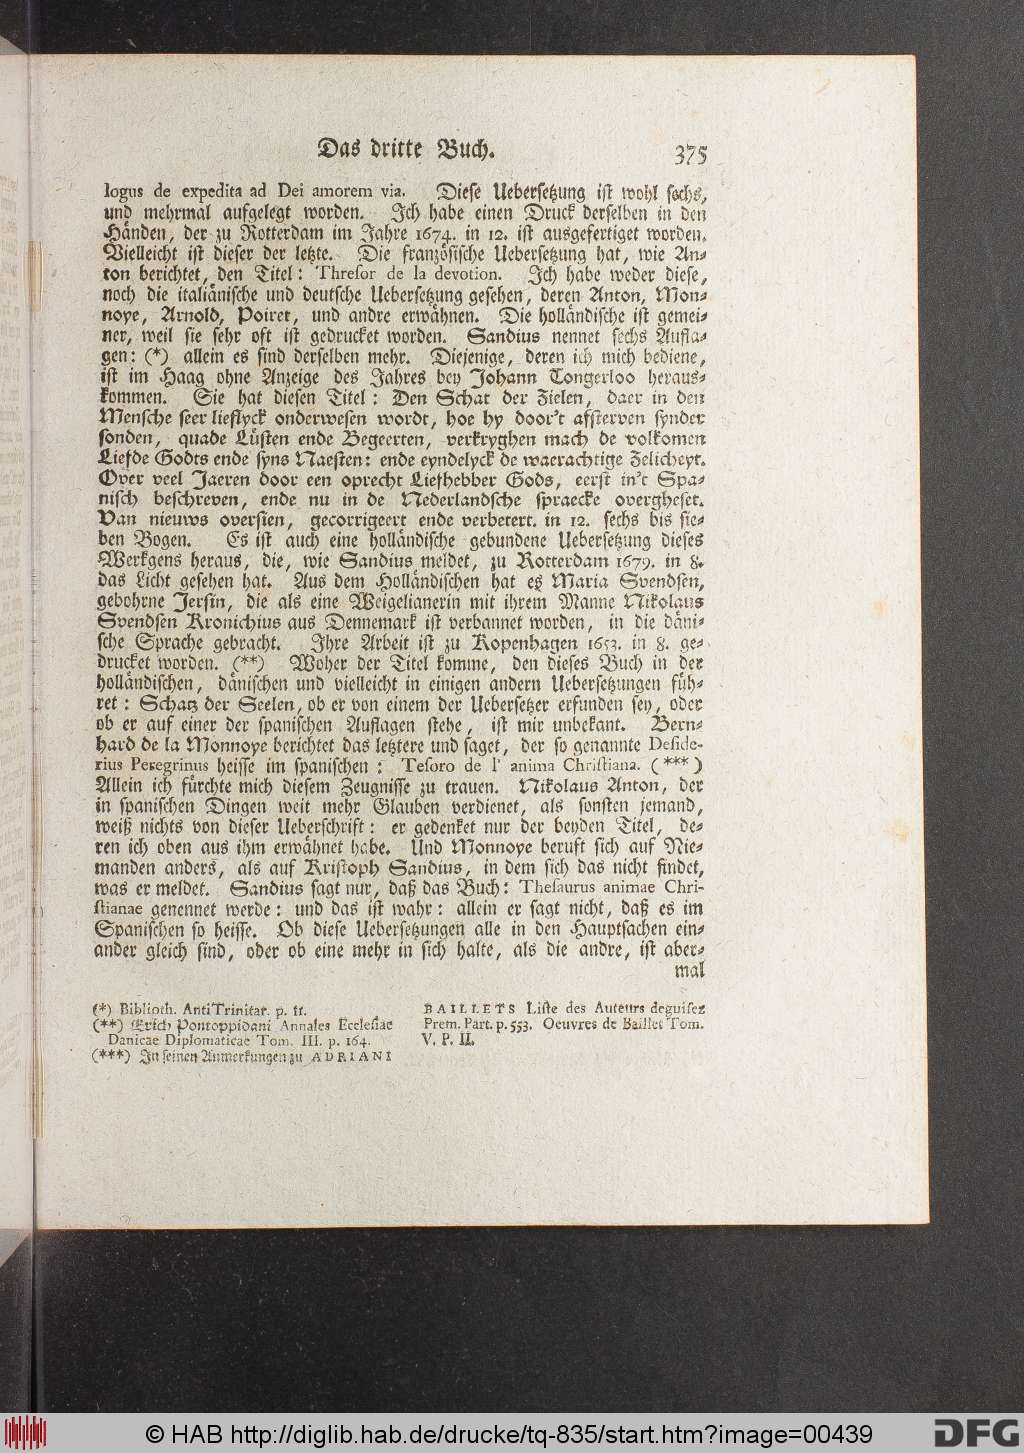 Das dritte Buch. 375
logus de expedita ad Dei amorem via. Diese Uebersetzung ist wohl sechs,
und mehrmal aufgelegt worden. Ich habe einen Druck derselben in den
Händen, der zu Rotterdam im Jahre 1674. in 12. ist ausgefertiget worden.
Vielleicht ist dieser der letzte. Die französische Uebersetzung hat, wie An⸗
ton berichtet, den Titel: Thresor de la devotion. Ich habe weder diese,
noch die italiänische und deutsche Uebersetzung gesehen, deren Anton, Mon⸗
noye, Arnold, Poiret, und andre erwähnen. Die holländische ist gemei⸗
ner, weil sie sehr oft ist gedrucket worden. Sandius nennet sechs Aufla⸗
gen: (*) allein es sind derselben mehr. Diejenige, deren ich mich bediene,
ist im Haag ohne Anzeige des Jahres bey Johann Tongerloo heraus⸗
kommen. Sie hat diesen Titel: Den Schat der Zielen, daer in den
Mensche seer lieflyck onderwesen wordt, hoe hy door't afsterven synder
sonden, quade Lüsten ende Begeerten, verkryghen mach de volkomen
Liefde Godts ende syns Naesten: ende eyndelyck de waerachtige Zelicheyt.
Over veel Jaeren door een oprecht Liefhebber Gods, eerst in't Spa⸗
nisch beschreven, ende nu in de Nederlandsche spraecke overgheset.
Van nieuws oversien, gecorrigeert ende verbetert. in 12. sechs bis sie⸗
ben Bogen. Es ist auch eine holländische gebundene Uebersetzung dieses
Werkgens heraus, die, wie Sandius meldet, zu Rotterdam 1679. in 8.
das Licht gesehen hat. Aus dem Holländischen hat es Maria Svendsen,
gebohrne Jersin, die als eine Weigelianerin mit ihrem Manne Nikolaus
Svendsen Kronichius aus Dennemark ist verbannet worden, in die däni⸗
sche Sprache gebracht. Ihre Arbeit ist zu Kopenhagen 1653. in 8. ge⸗
drucket worden. (**) Woher der Titel komme, den dieses Buch in der
holländischen, dänischen und vielleicht in einigen andern Uebersetzungen füh⸗
ret: Schatz der Seelen, ob er von einem der Uebersetzer erfunden sey, oder
ob er auf einer der spanischen Auflagen stehe, ist mir unbekant. Bern⸗
hard de la Monnoye berichtet das letztere und saget, der so genannte Deside-
rius Peregrinus heisse im spanischen: Tesoro de l' anima Christiana. (***)
Allein ich fürchte mich diesem Zeugnisse zu trauen. Nikolaus Anton, der
in spanischen Dingen weit mehr Glauben verdienet, als sonsten jemand,
weiß nichts von dieser Ueberschrift: er gedenket nur der beyden Titel, de⸗
ren ich oben aus ihm erwähnet habe. Und Monnoye beruft sich auf Nie⸗
manden anders, als auf Kristoph Sandius, in dem sich das nicht findet,
was er meldet. Sandius sagt nur, daß das Buch: Thesaurus animae Chri-
stianae genennet werde: und das ist wahr: allein er sagt nicht, daß es im
Spanischen so heisse. Ob diese Uebersetzungen alle in den Hauptsachen ein⸗
ander gleich sind, oder ob eine mehr in sich halte, als die andre, ist aber⸗
mal
(*) Biblioth. AntiTrinitar. p. 11.
(**) Erich Pontoppidani Annales Ecclesiae
Danicae Diplomaticae Tom. III. p. 164.
(***) In seinen Anmerkungen zu ADRIANI
BAILLETS Liste des Auteurs deguisez
Prem. Part. p. 553. Oeuvres de Baillet Tom.
V. P. II.
© HAB http://diglib.hab.de/drucke/tq-835/start.htm?image=00439
DFG